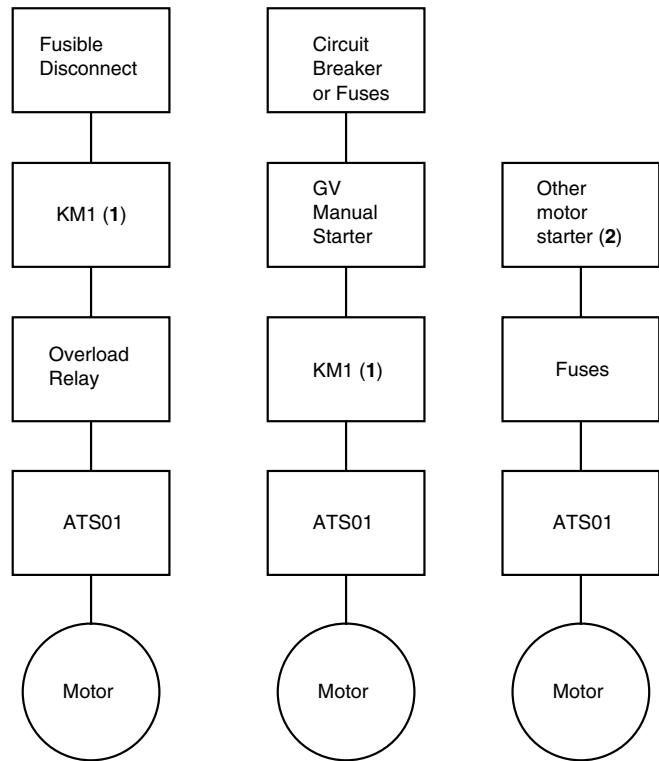 Fusible
Disconnect
KM1 (1)
Overload
Relay
ATS01
Motor
Circuit
Breaker
or Fuses
GV
Manual
Starter
KM1 (1)
ATS01
Motor
Other
motor
starter (2)
Fuses
ATS01
Motor